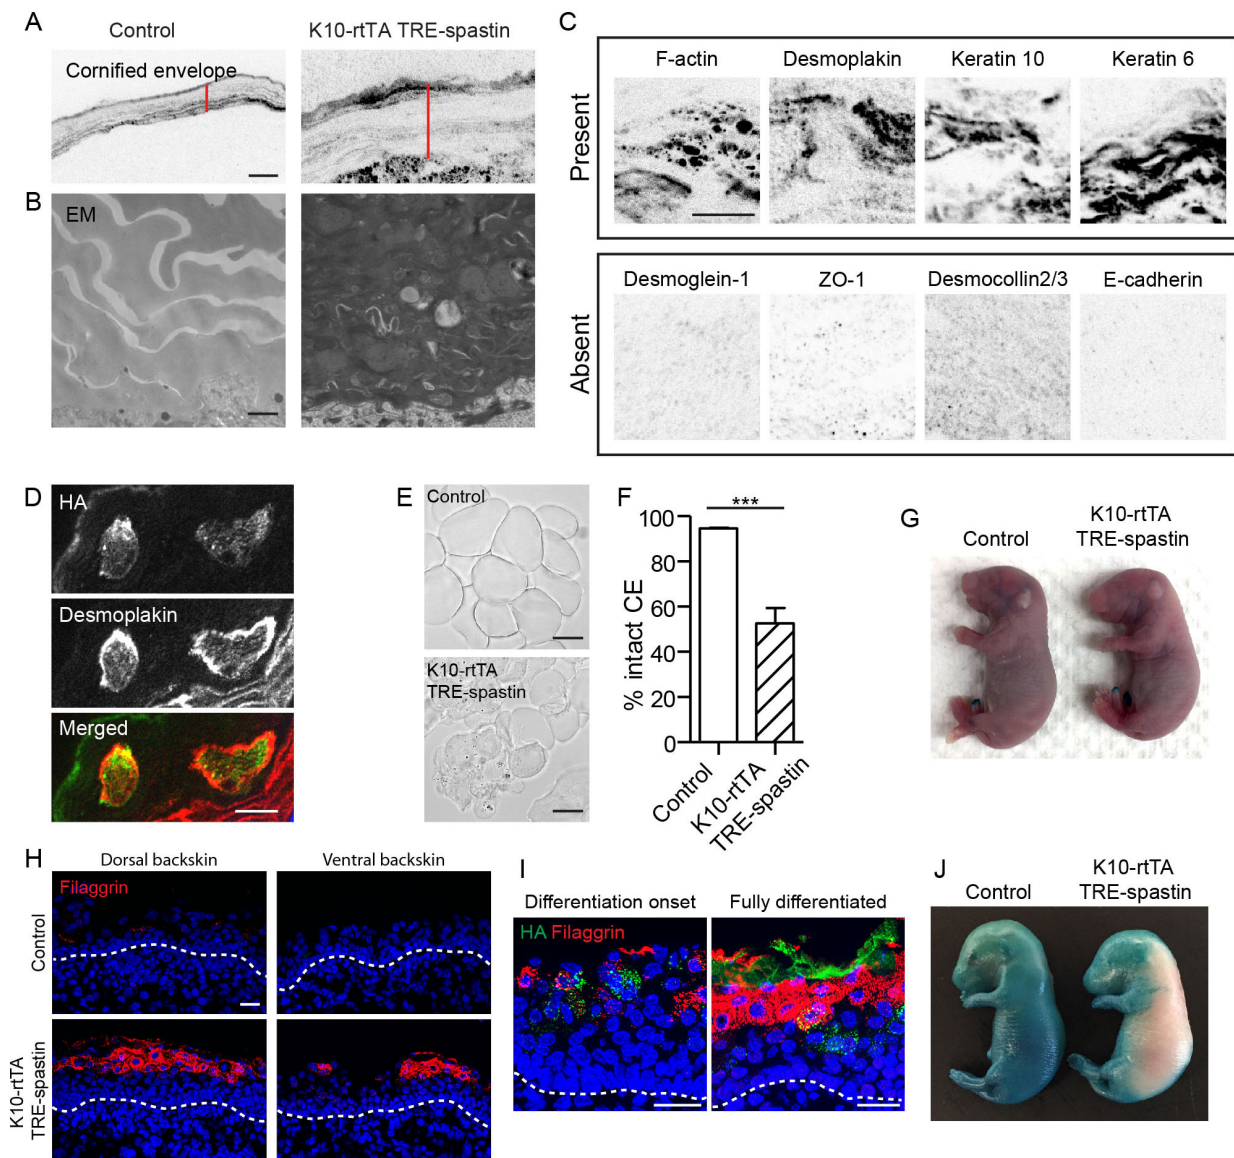 A
Control
K10-rtTA TRE-spastin
Cornified envelope
B
EM
C
Present
F-actin
Desmoplakin
Keratin 10
Keratin 6
Absent
Desmoglein-1
ZO-1
Desmocollin2/3
E-cadherin
D
HA
Desmoplakin
Merged
E
Control
K10-rtTA
TRE-spastin
F
***
% intact CE
100
80
60
40
20
0
Control
K10-rtTA
TRE-spastin
G
Control
K10-rtTA
TRE-spastin
H
Dorsal backskin
Ventral backskin
Filaggrin
Control
K10-rtTA
TRE-spastin
I
Differentiation onset
Fully differentiated
HA Filaggrin
J
Control
K10-rtTA
TRE-spastin